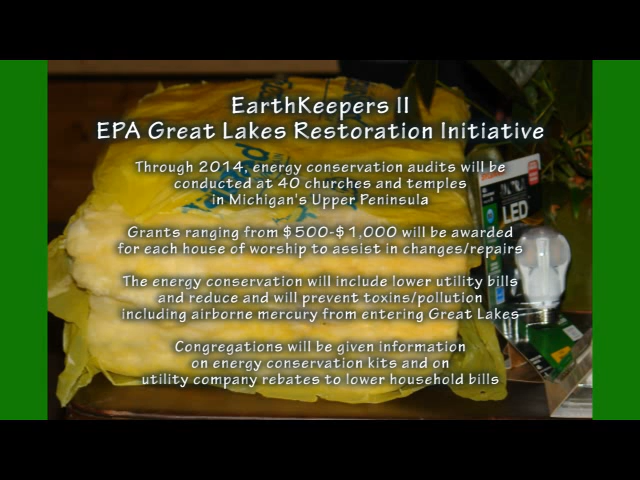 EarthKeepers II
EPA Great Lakes Restoration Initiative
Through 2014, energy conservation audits will be
conducted at 40 churches and temples
in Michigan's Upper Peninsula
Grants ranging from $500-$1,000 will be awarded
for each house of worship to assist in changes/repairs
The energy conservation will include lower utility bills
and reduce and will prevent toxins/pollution
including airborne mercury from entering Great Lakes
Congregations will be given information
on energy conservation kits and on
utility company rebates to lower household bills
LED